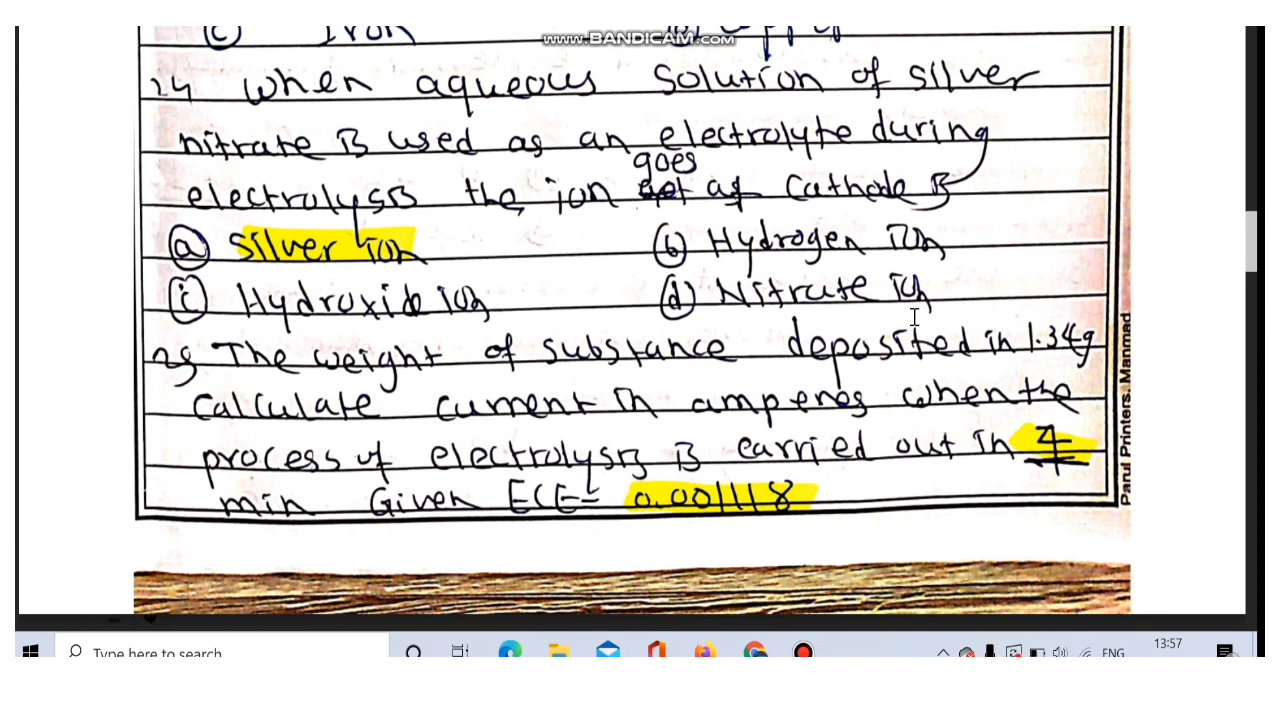 (c) Iron
WWW.BANDICAM.COM
24 When aqueous solution of silver
nitrate is used as an electrolyte during
goes
electrolysis the ion get at Cathode is
(a) silver ion (b) Hydrogen Ion
(c) Hydroxide ion (d) Nitrate ion
25 The weight of substance deposited in 1.34g
Calculate current in amperes when the
process of electrolysis is carried out in 4
min Given ECE= 0.001118
Parul Printers, Manmad
Type here to search
ENG
13:57